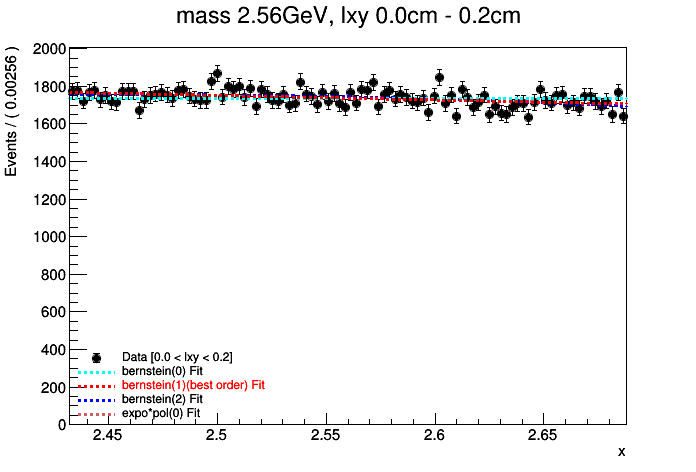 mass 2.56GeV, lxy 0.0cm - 0.2cm
Events / ( 0.00256 )
2000
1800
1600
1400
1200
1000
800
600
400
200
0
Data [0.0 < lxy < 0.2]
bernstein(0) Fit
bernstein(1)(best order) Fit
bernstein(2) Fit
expo*pol(0) Fit
2.45 2.5 2.55 2.6 2.65
x